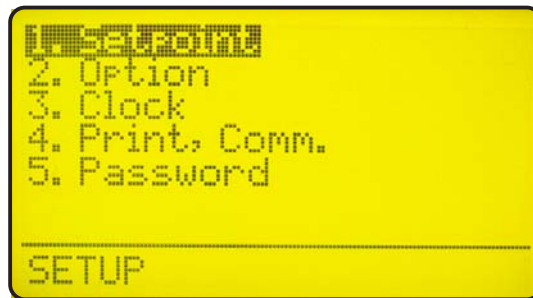 1. Setpoint
2. Option
3. Clock
4. Print, Comm.
5. Password
SETUP